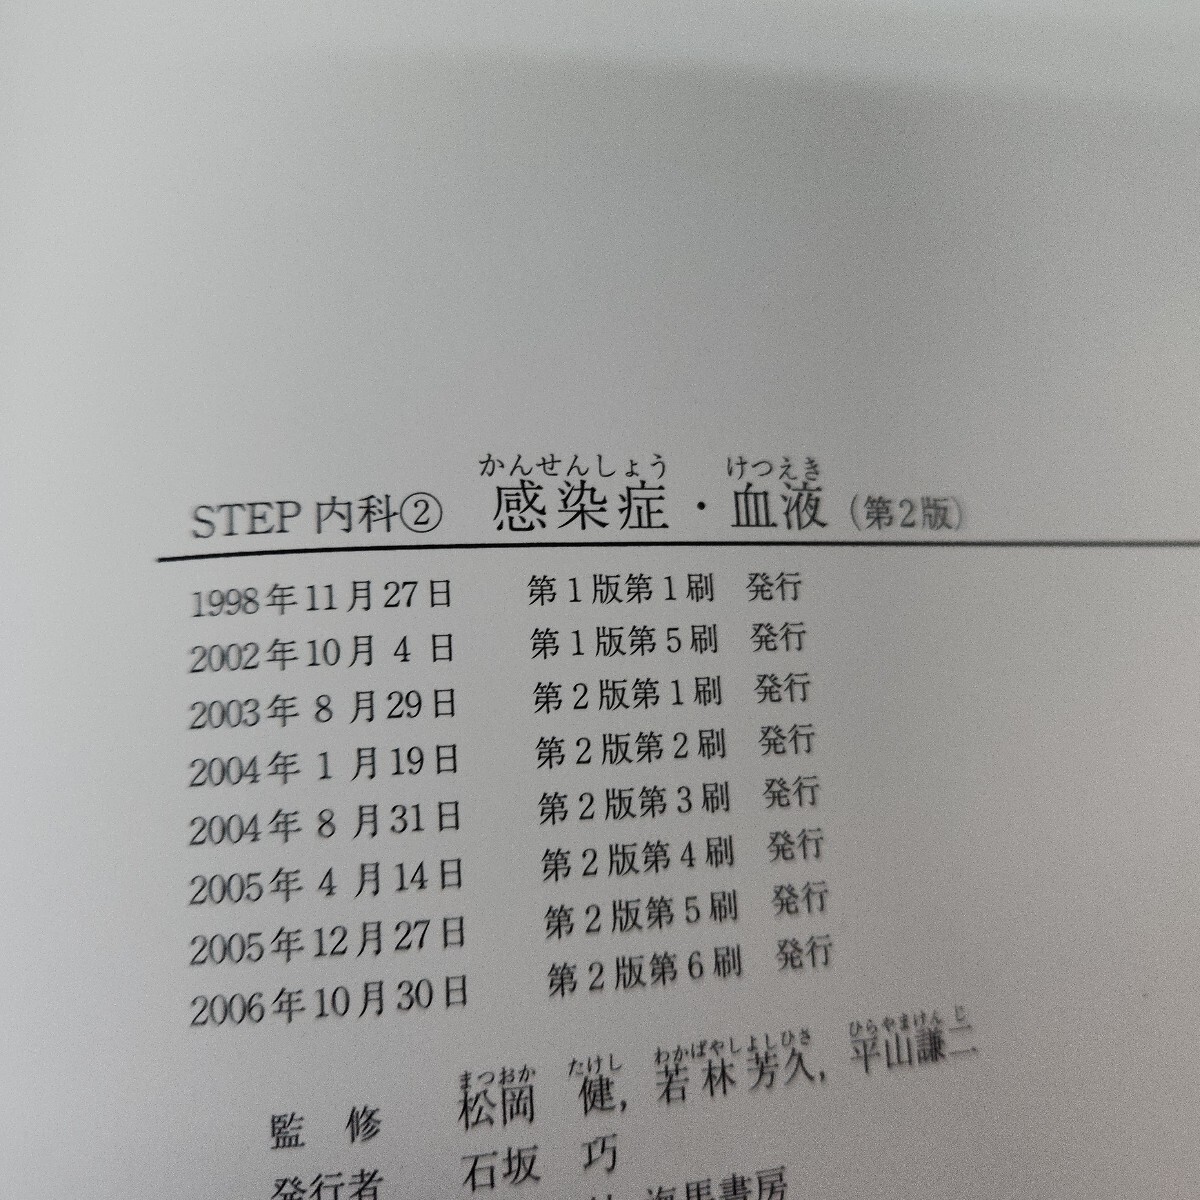 かんせんしょう けつえき
STEP 内科② 感染症・血液（第2版）
1998年11月27日 第1版第1刷 発行
2002年10月4日 第1版第5刷 発行
2003年8月29日 第2版第1刷 発行
2004年1月19日 第2版第2刷 発行
2004年8月31日 第2版第3刷 発行
2005年4月14日 第2版第4刷 発行
2005年12月27日 第2版第5刷 発行
2006年10月30日 第2版第6刷 発行
まつおか たけし わかばやしよしひさ ひらやまけんじ
監修 松岡 健，若林芳久，平山謙二
発行者 石坂 巧
海馬書房